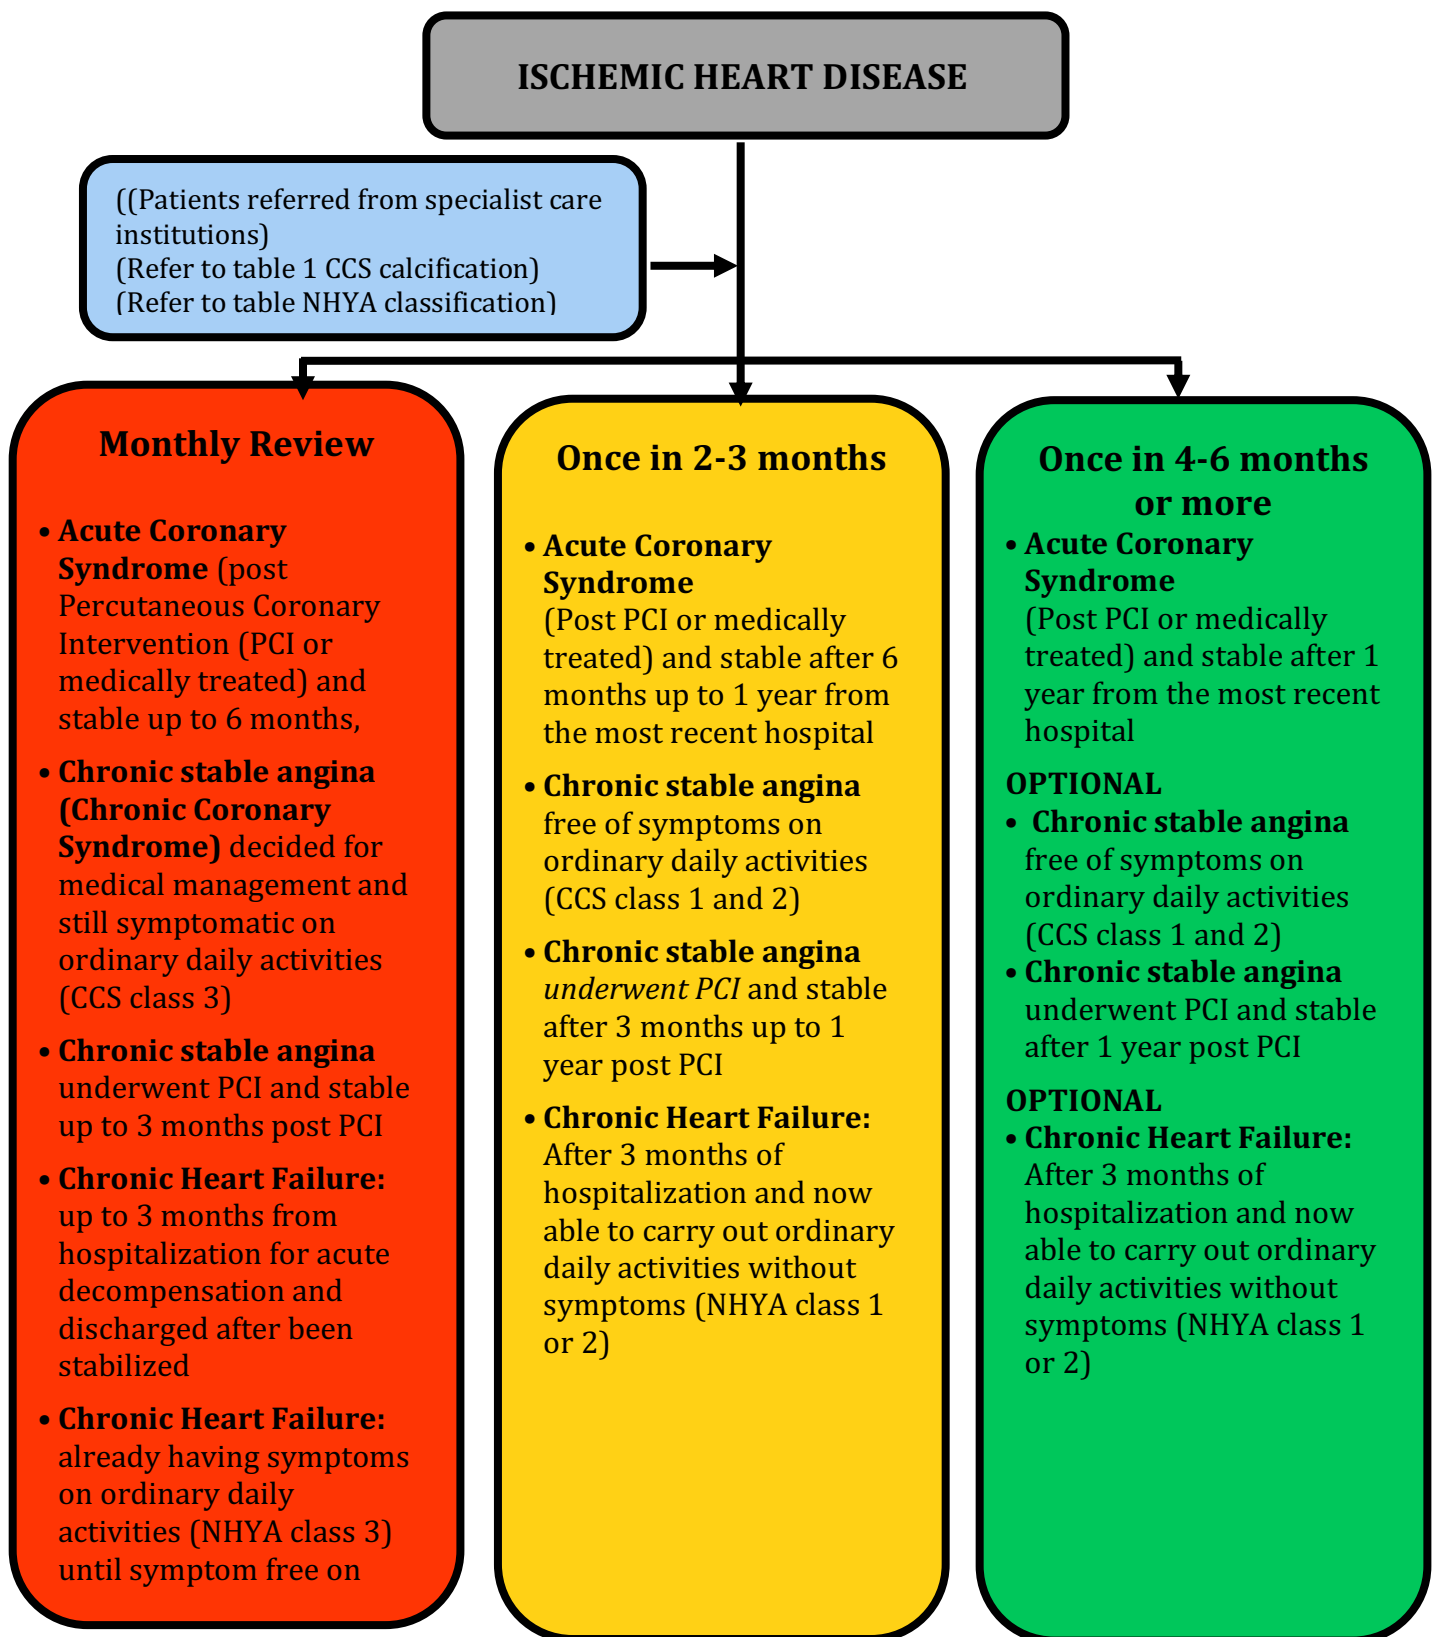 ISCHEMIC HEART DISEASE
((Patients referred from specialist care
institutions)
(Refer to table 1 CCS calcification)
(Refer to table NHYA classification)
Monthly Review
• Acute Coronary
Syndrome (post
Percutaneous Coronary
Intervention (PCI or
medically treated) and
stable up to 6 months,
• Chronic stable angina
(Chronic Coronary
Syndrome) decided for
medical management and
still symptomatic on
ordinary daily activities
(CCS class 3)
• Chronic stable angina
underwent PCI and stable
up to 3 months post PCI
• Chronic Heart Failure:
up to 3 months from
hospitalization for acute
decompensation and
discharged after been
stabilized
• Chronic Heart Failure:
already having symptoms
on ordinary daily
activities (NHYA class 3)
until symptom free on
Once in 2-3 months
• Acute Coronary
Syndrome
(Post PCI or medically
treated) and stable after 6
months up to 1 year from
the most recent hospital
• Chronic stable angina
free of symptoms on
ordinary daily activities
(CCS class 1 and 2)
• Chronic stable angina
underwent PCI and stable
after 3 months up to 1
year post PCI
• Chronic Heart Failure:
After 3 months of
hospitalization and now
able to carry out ordinary
daily activities without
symptoms (NHYA class 1
or 2)
Once in 4-6 months
or more
• Acute Coronary
Syndrome
(Post PCI or medically
treated) and stable after 1
year from the most recent
hospital
OPTIONAL
• Chronic stable angina
free of symptoms on
ordinary daily activities
(CCS class 1 and 2)
• Chronic stable angina
underwent PCI and stable
after 1 year post PCI
OPTIONAL
• Chronic Heart Failure:
After 3 months of
hospitalization and now
able to carry out ordinary
daily activities without
symptoms (NHYA class 1
or 2)